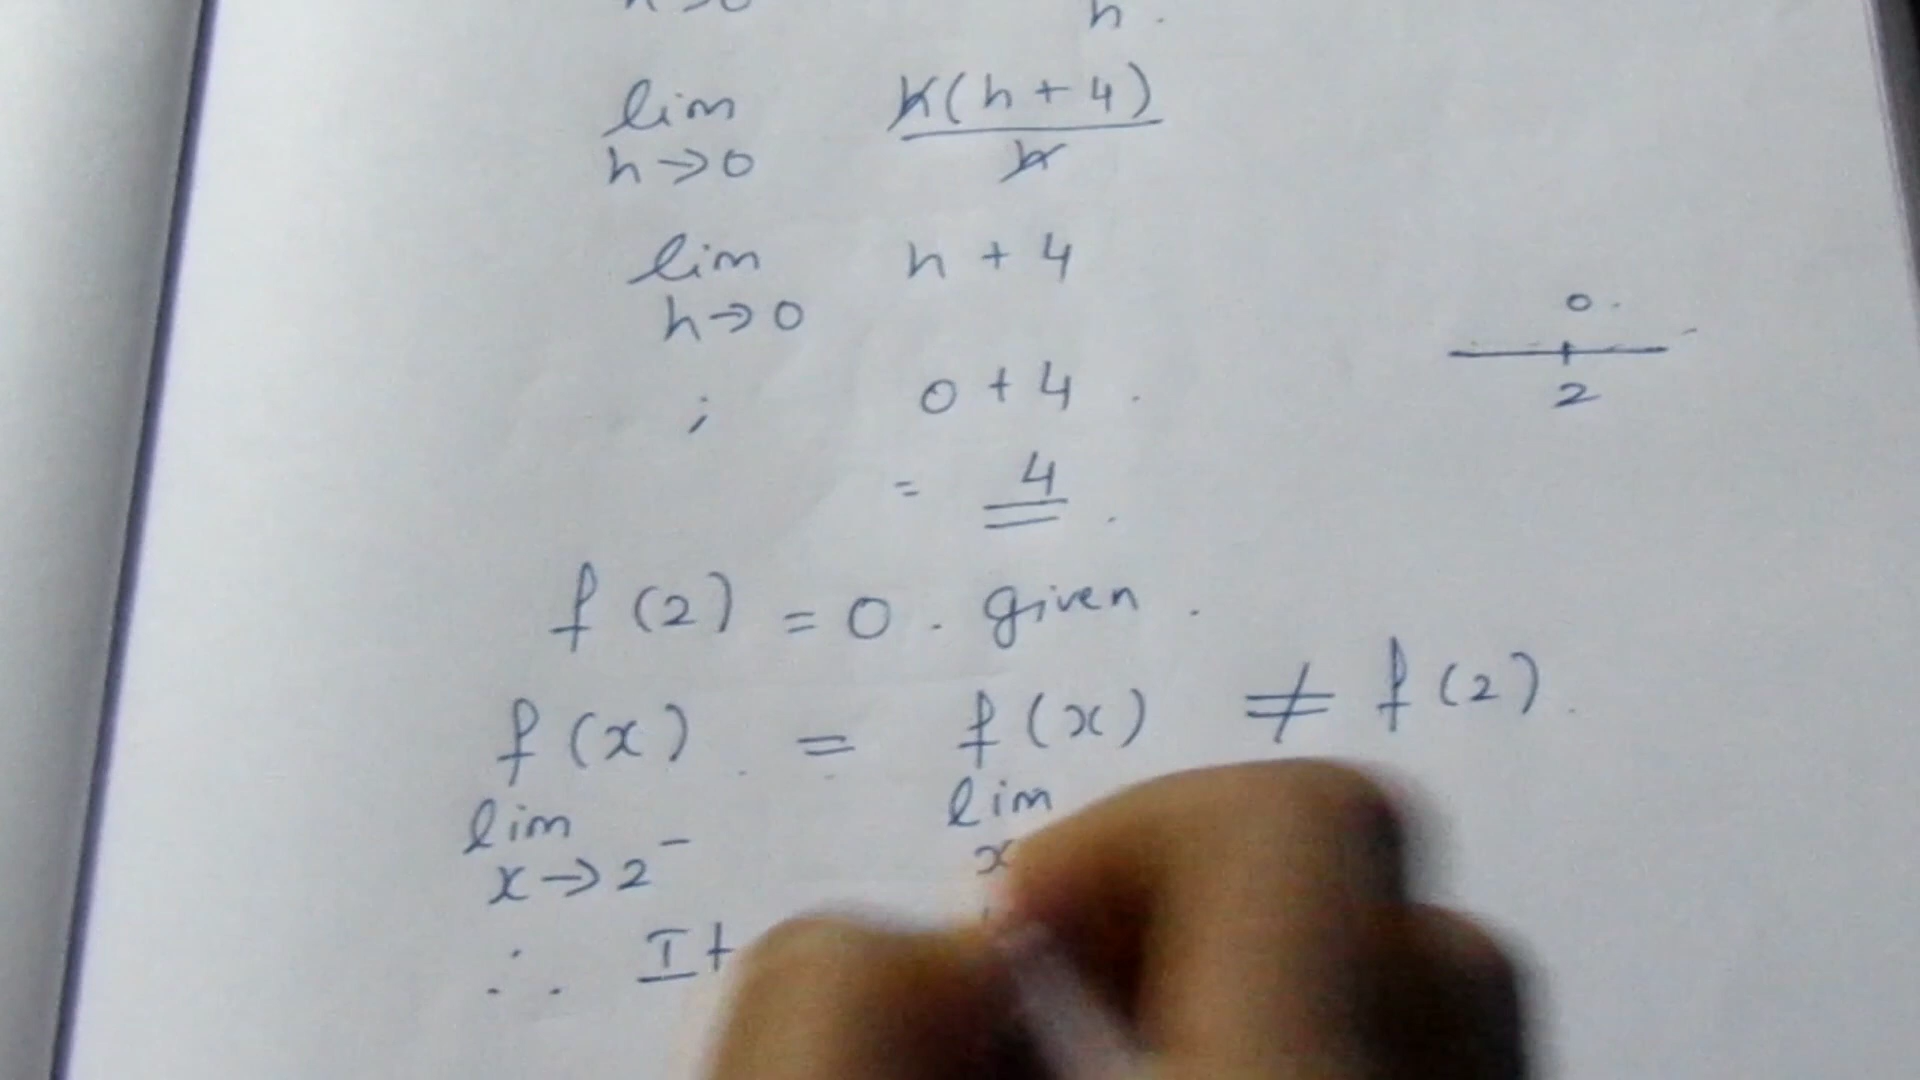 h→0 h.
lim h(h+4)
h→0 h
lim h + 4
h→0
0.
2
; 0 + 4.
= 4.
f(2) = 0. given.
f(x) = f(x) ≠ f(2).
lim lim
x→2⁻ x
∴ It